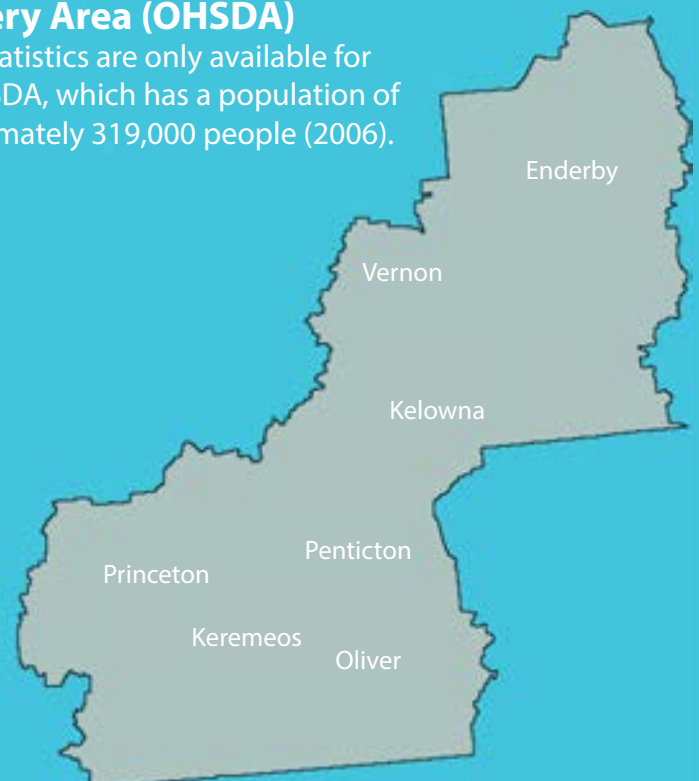 ery Area (OHSDA)
atistics are only available for
DA, which has a population of
mately 319,000 people (2006).
Enderby
Vernon
Kelowna
Penticton
Princeton
Keremeos
Oliver